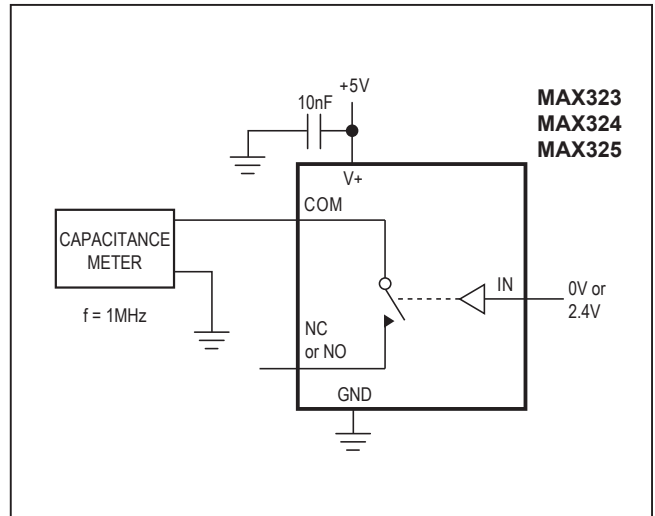 +5V
10nF
MAX323
MAX324
MAX325
V+
COM
CAPACITANCE
METER
f = 1MHz
IN
0V or
2.4V
NC
or NO
GND